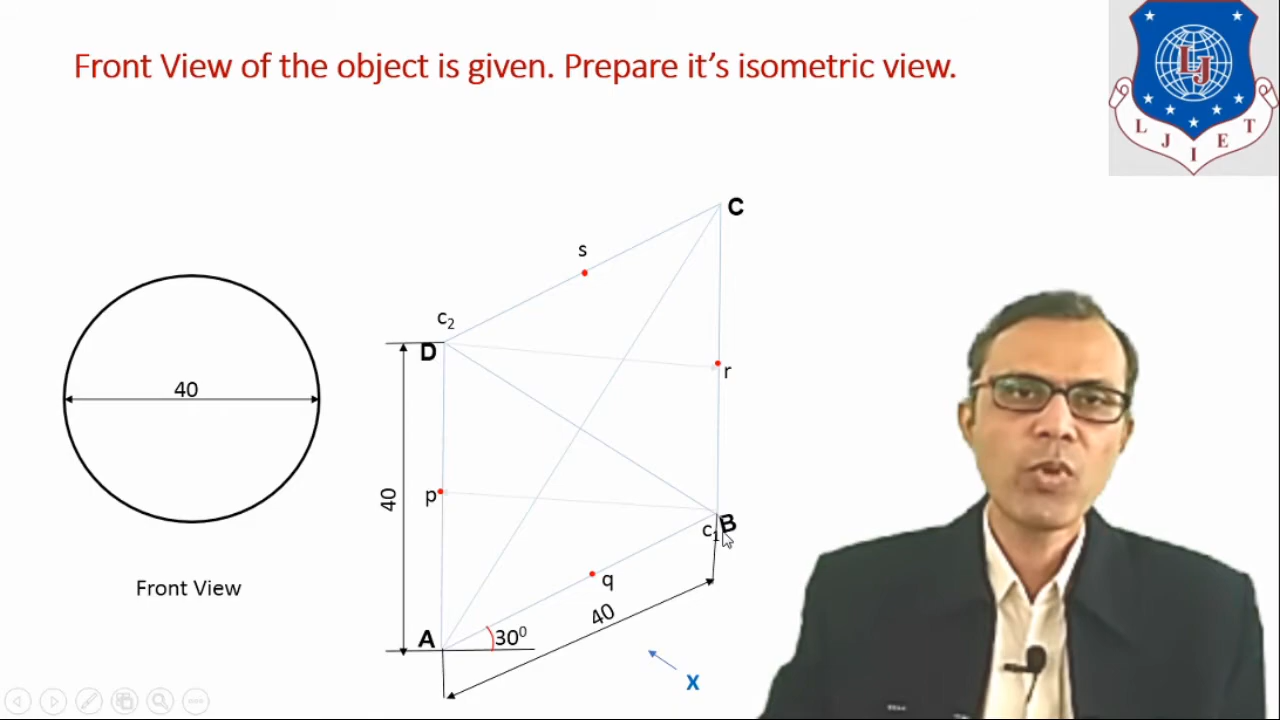 Front View of the object is given. Prepare it's isometric view.
L J I E T
LJ
C
s
c₂
D
40
r
40
p
c₁
B
q
Front View
40
A
30⁰
X